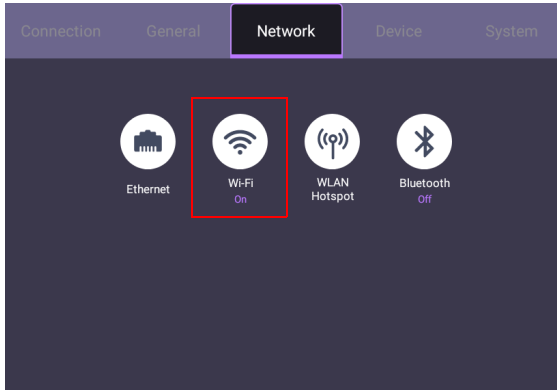 Connection General Network Device System
Ethernet
Wi-Fi
On
WLAN
Hotspot
Bluetooth
Off